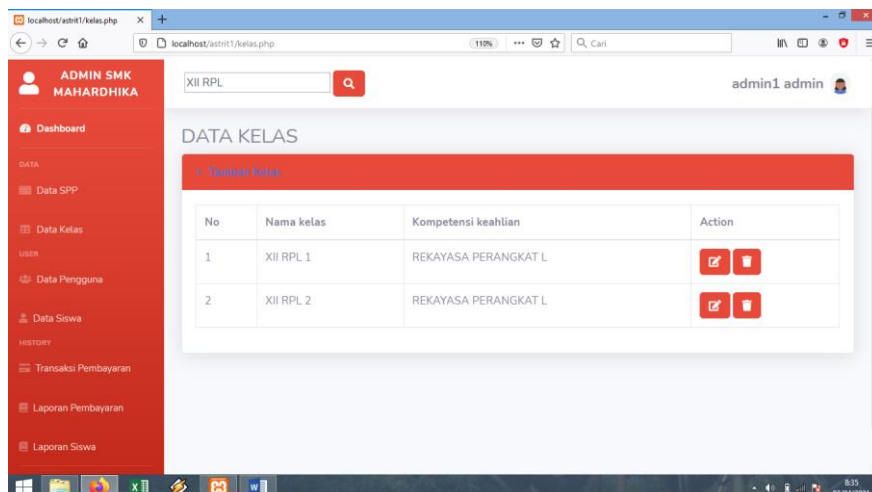 localhost/astrit1/kelas.php
localhost/astrit1/kelas.php
110%
Cari
ADMIN SMK
MAHARDHIKA
XII RPL
admin1 admin
Dashboard
DATA KELAS
+ Tambah Kelas
DATA
Data SPP
Data Kelas
USER
Data Pengguna
Data Siswa
HISTORY
Transaksi Pembayaran
Laporan Pembayaran
Laporan Siswa
No Nama kelas Kompetensi keahlian Action
1 XII RPL 1 REKAYASA PERANGKAT L
2 XII RPL 2 REKAYASA PERANGKAT L
8:35